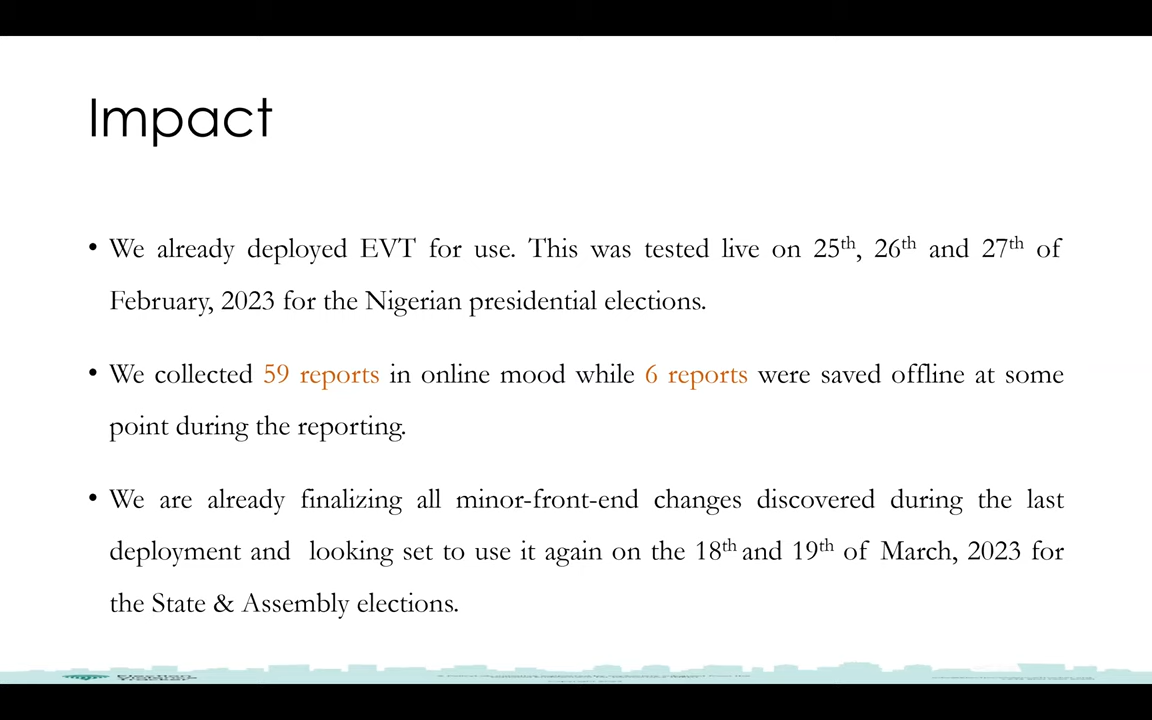 Impact
• We already deployed EVT for use. This was tested live on 25th, 26th and 27th of
February, 2023 for the Nigerian presidential elections.
• We collected 59 reports in online mood while 6 reports were saved offline at some
point during the reporting.
• We are already finalizing all minor-front-end changes discovered during the last
deployment and looking set to use it again on the 18th and 19th of March, 2023 for
the State & Assembly elections.
Election
Tracker